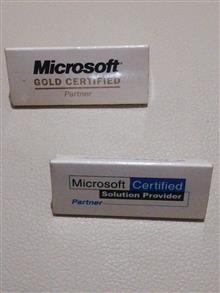 Microsoft
GOLD CERTIFIED
Partner
Microsoft Certified
Solution Provider
Partner